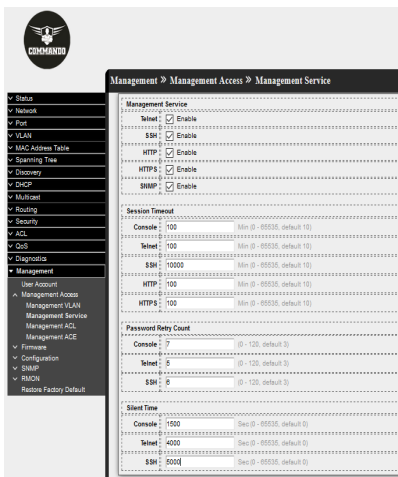 COMMANDO
Management » Management Access » Management Service
Status
Network
Port
VLAN
MAC Address Table
Spanning Tree
Discovery
DHCP
Multicast
Routing
Security
ACL
QoS
Diagnostics
Management
User Account
Management Access
Management VLAN
Management Service
Management ACL
Management ACE
Firmware
Configuration
SNMP
RMON
Restore Factory Default
Management Service
Telnet Enable
SSH Enable
HTTP Enable
HTTPS Enable
SNMP Enable
Session Timeout
Console 100 Min (0 - 65535, default 10)
Telnet 100 Min (0 - 65535, default 10)
SSH 10000 Min (0 - 65535, default 10)
HTTP 100 Min (0 - 65535, default 10)
HTTPS 100 Min (0 - 65535, default 10)
Password Retry Count
Console 7 (0 - 120, default 3)
Telnet 5 (0 - 120, default 3)
SSH 6 (0 - 120, default 3)
Silent Time
Console 1500 Sec (0 - 65535, default 0)
Telnet 4000 Sec (0 - 65535, default 0)
SSH 5000 Sec (0 - 65535, default 0)